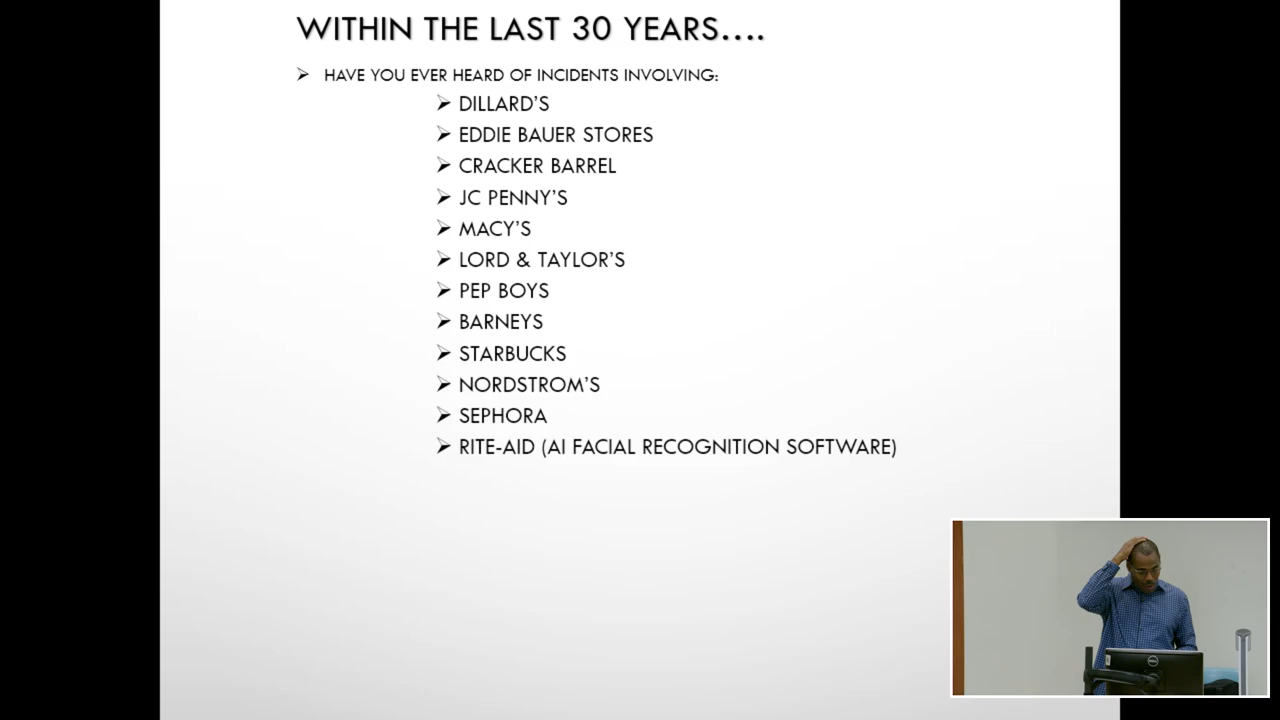 WITHIN THE LAST 30 YEARS....
➢ HAVE YOU EVER HEARD OF INCIDENTS INVOLVING:
➢ DILLARD'S
➢ EDDIE BAUER STORES
➢ CRACKER BARREL
➢ JC PENNY'S
➢ MACY'S
➢ LORD & TAYLOR'S
➢ PEP BOYS
➢ BARNEYS
➢ STARBUCKS
➢ NORDSTROM'S
➢ SEPHORA
➢ RITE-AID (AI FACIAL RECOGNITION SOFTWARE)
DELL